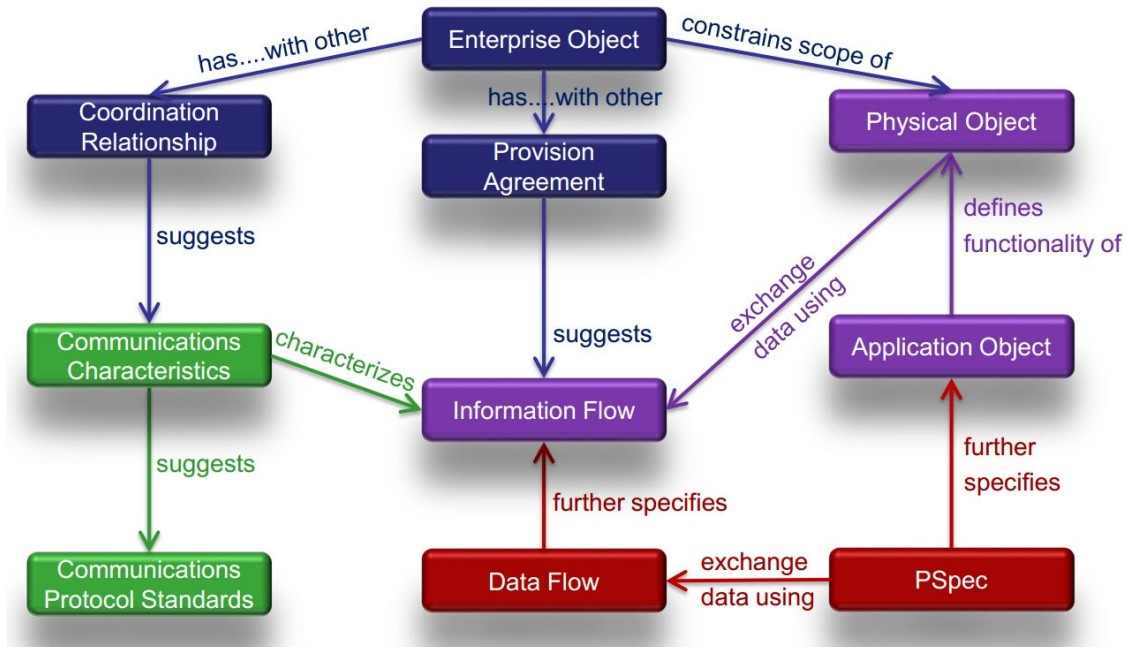 has....with other
Enterprise Object
constrains scope of
Coordination
Relationship
has....with other
Physical Object
Provision
Agreement
suggests
defines
functionality of
exchange
data using
Communications
Characteristics
characterizes
suggests
Application Object
Information Flow
suggests
further specifies
further
specifies
Communications
Protocol Standards
Data Flow
exchange
data using
PSpec